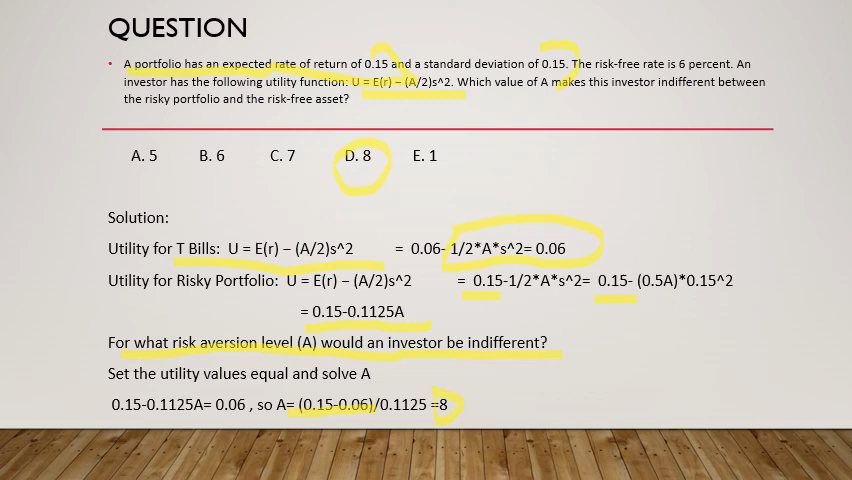 QUESTION
• A portfolio has an expected rate of return of 0.15 and a standard deviation of 0.15. The risk-free rate is 6 percent. An
investor has the following utility function: U = E(r) – (A/2)s^2. Which value of A makes this investor indifferent between
the risky portfolio and the risk-free asset?
A. 5 B. 6 C. 7 D. 8 E. 1
Solution:
Utility for T Bills: U = E(r) – (A/2)s^2 = 0.06- 1/2*A*s^2= 0.06
Utility for Risky Portfolio: U = E(r) – (A/2)s^2 = 0.15-1/2*A*s^2= 0.15- (0.5A)*0.15^2
= 0.15-0.1125A
For what risk aversion level (A) would an investor be indifferent?
Set the utility values equal and solve A
0.15-0.1125A= 0.06 , so A= (0.15-0.06)/0.1125 =8